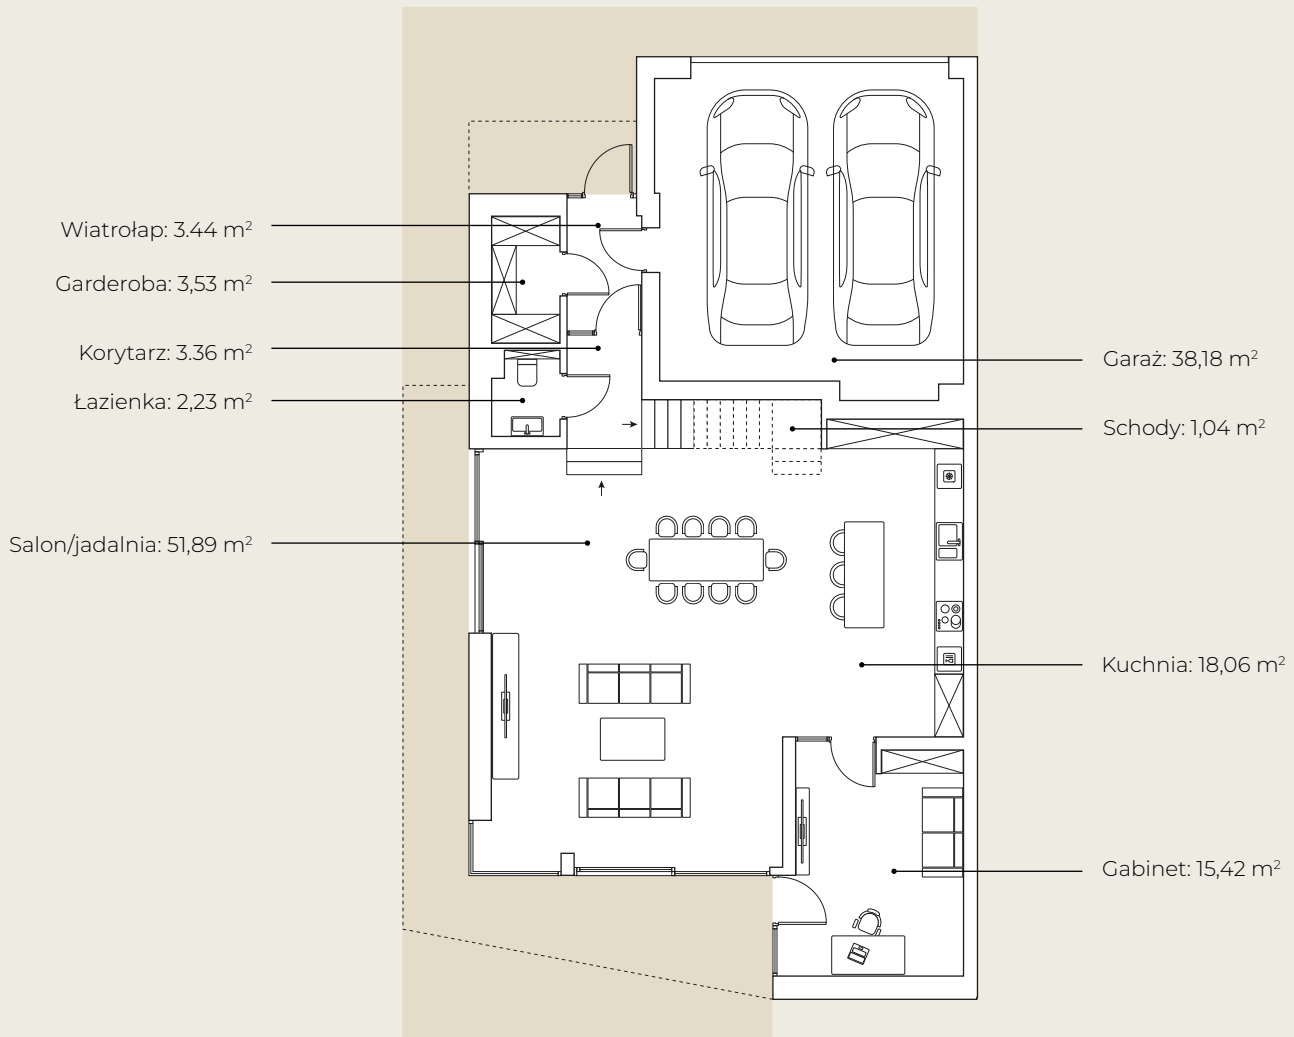 Wiatrołap: 3.44 m²
Garderoba: 3,53 m²
Korytarz: 3.36 m²
Łazienka: 2,23 m²
Salon/jadalnia: 51,89 m²
Garaż: 38,18 m²
Schody: 1,04 m²
Kuchnia: 18,06 m²
Gabinet: 15,42 m²